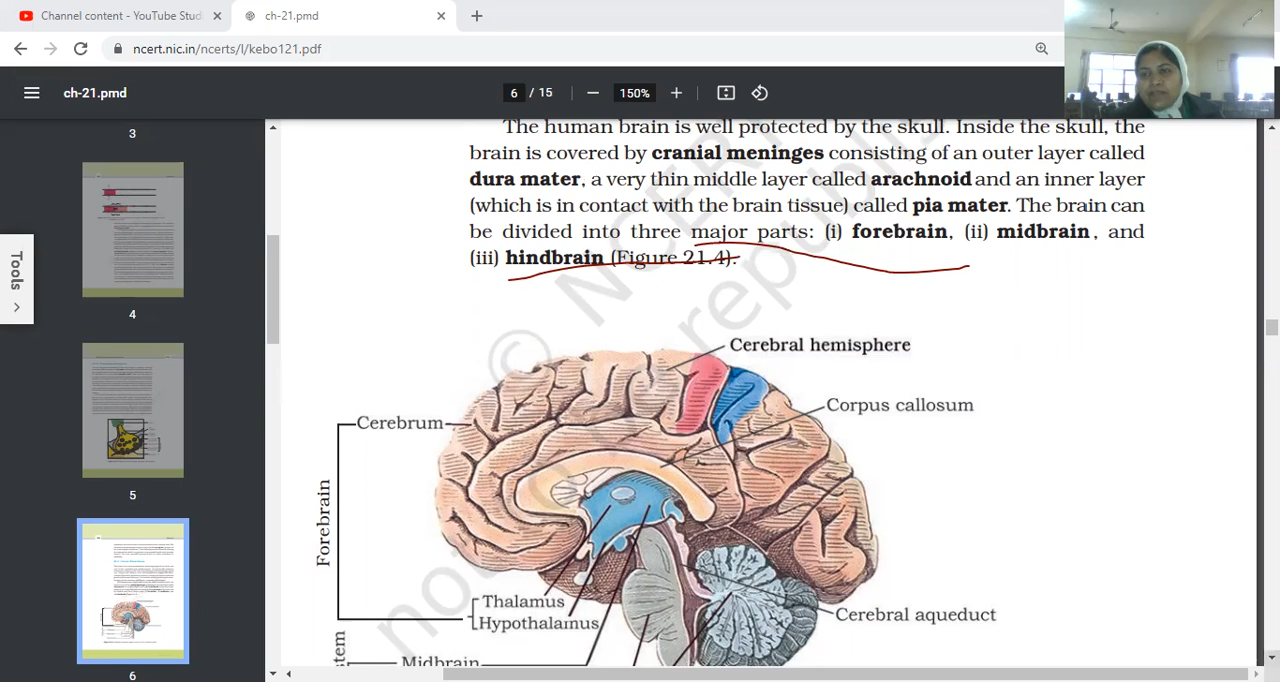 Channel content - YouTube Stud
ch-21.pmd
ncert.nic.in/ncerts/l/kebo121.pdf
ch-21.pmd
6 / 15
150%
3
4
5
6
Tools
The human brain is well protected by the skull. Inside the skull, the
brain is covered by cranial meninges consisting of an outer layer called
dura mater, a very thin middle layer called arachnoid and an inner layer
(which is in contact with the brain tissue) called pia mater. The brain can
be divided into three major parts: (i) forebrain, (ii) midbrain, and
(iii) hindbrain (Figure 21.4).
Cerebral hemisphere
Corpus callosum
Cerebrum
Forebrain
Thalamus
Hypothalamus
Cerebral aqueduct
Midbrain
© NCERT
republis